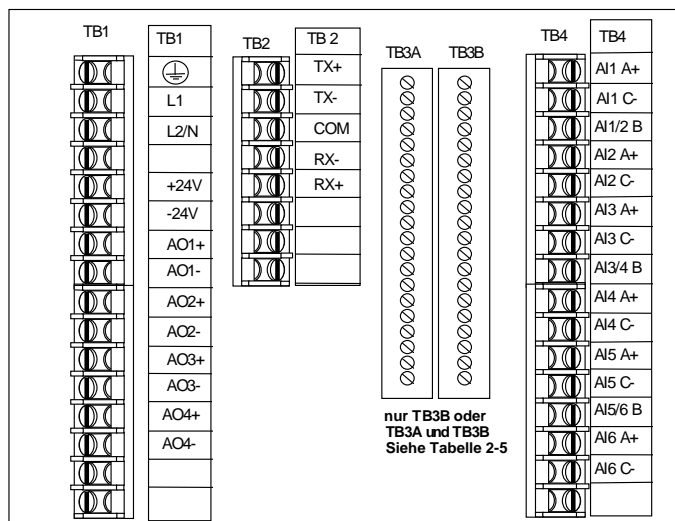 TB1
TB1
L1
L2/N
+24V
-24V
AO1+
AO1-
AO2+
AO2-
AO3+
AO3-
AO4+
AO4-
TB2
TB 2
TX+
TX-
COM
RX-
RX+
TB3A
TB3B
nur TB3B oder
TB3A und TB3B
Siehe Tabelle 2-5
TB4
TB4
AI1 A+
AI1 C-
AI1/2 B
AI2 A+
AI2 C-
AI3 A+
AI3 C-
AI3/4 B
AI4 A+
AI4 C-
AI5 A+
AI5 C-
AI5/6 B
AI6 A+
AI6 C-